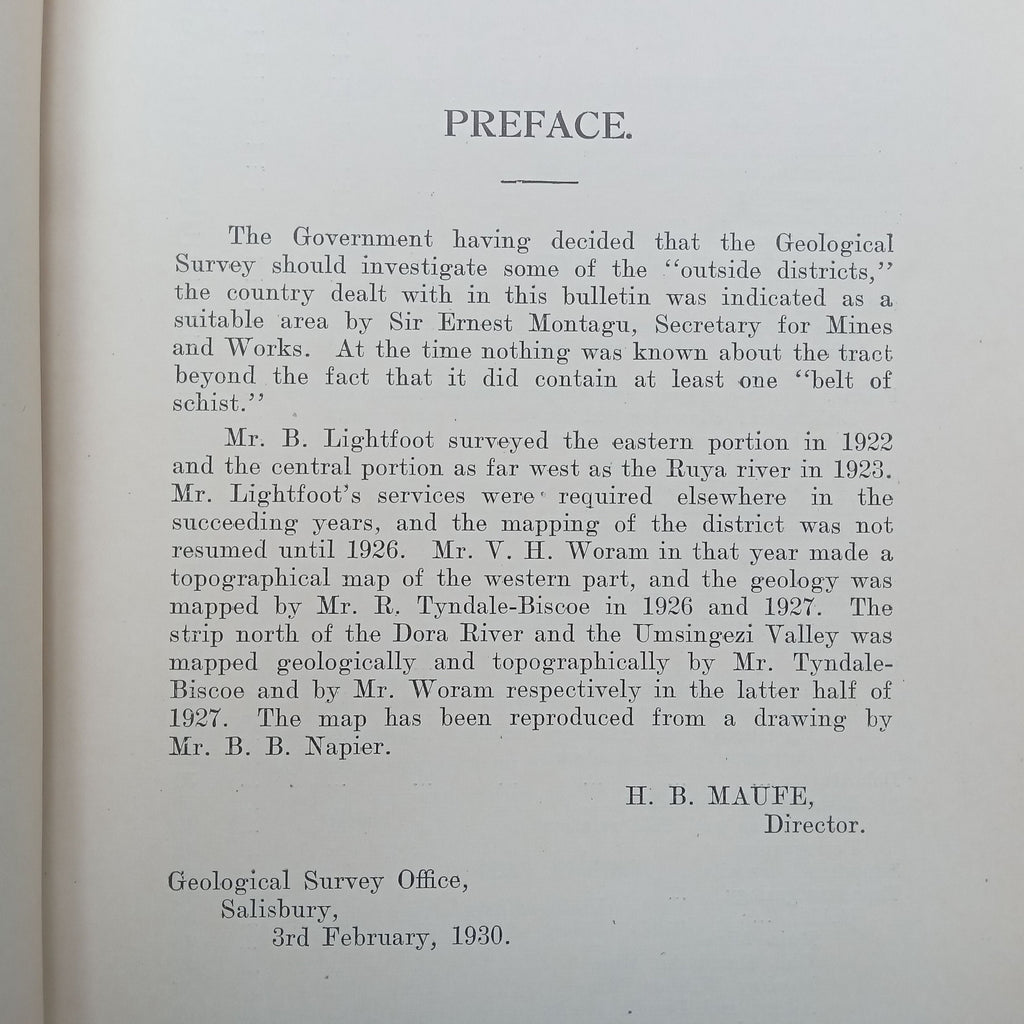 PREFACE.
The Government having decided that the Geological
Survey should investigate some of the "outside districts,"
the country dealt with in this bulletin was indicated as a
suitable area by Sir Ernest Montagu, Secretary for Mines
and Works. At the time nothing was known about the tract
beyond the fact that it did contain at least one "belt of
schist."
Mr. B. Lightfoot surveyed the eastern portion in 1922
and the central portion as far west as the Ruya river in 1923.
Mr. Lightfoot's services were required elsewhere in the
succeeding years, and the mapping of the district was not
resumed until 1926. Mr. V. H. Woram in that year made a
topographical map of the western part, and the geology was
mapped by Mr. R. Tyndale-Biscoe in 1926 and 1927. The
strip north of the Dora River and the Umsingezi Valley was
mapped geologically and topographically by Mr. Tyndale-
Biscoe and by Mr. Woram respectively in the latter half of
1927. The map has been reproduced from a drawing by
Mr. B. B. Napier.
H. B. MAUFE,
Director.
Geological Survey Office,
Salisbury,
3rd February, 1930.